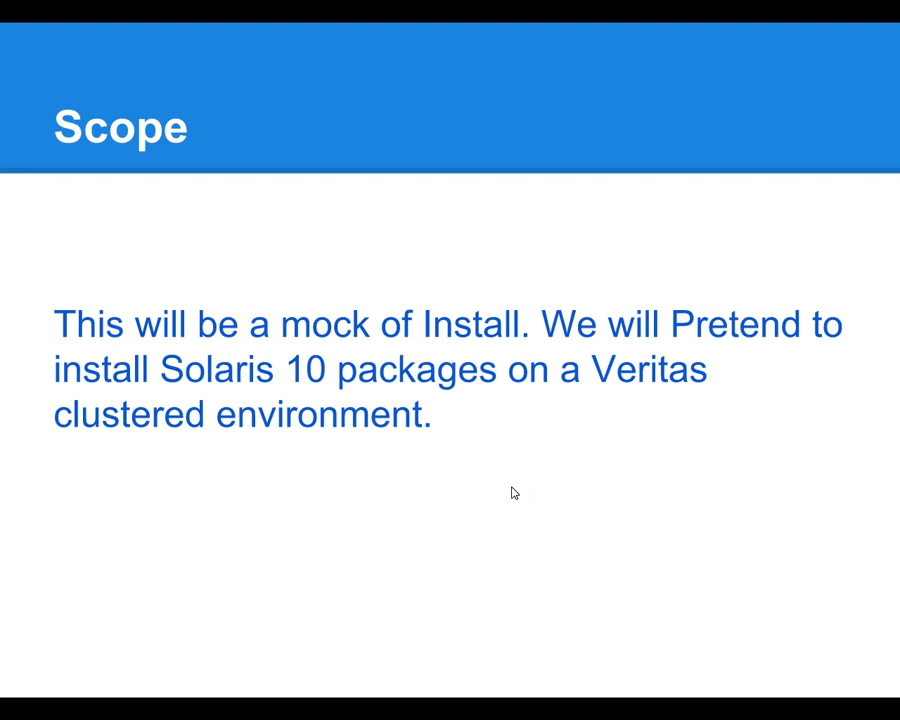 Scope
This will be a mock of Install. We will Pretend to
install Solaris 10 packages on a Veritas
clustered environment.